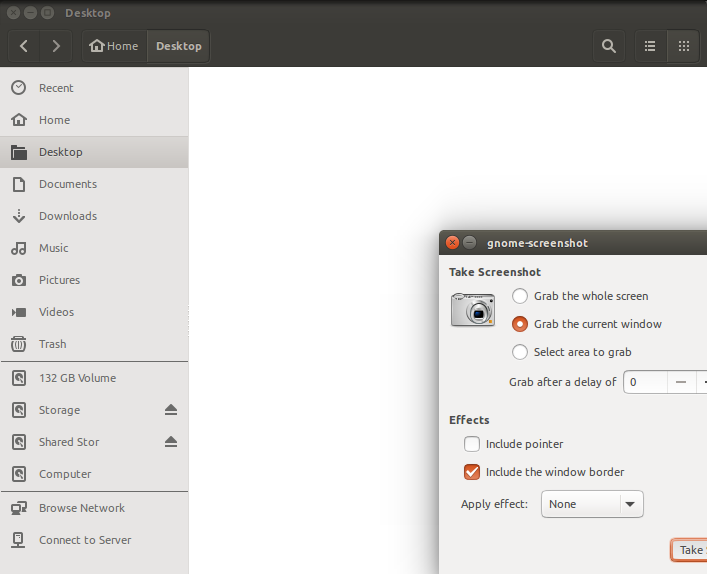 Desktop
Home
Desktop
Recent
Home
Desktop
Documents
Downloads
Music
Pictures
Videos
Trash
132 GB Volume
Storage
Shared Stor
Computer
Browse Network
Connect to Server
gnome-screenshot
Take Screenshot
Grab the whole screen
Grab the current window
Select area to grab
Grab after a delay of 0
Effects
Include pointer
Include the window border
Apply effect: None
Take